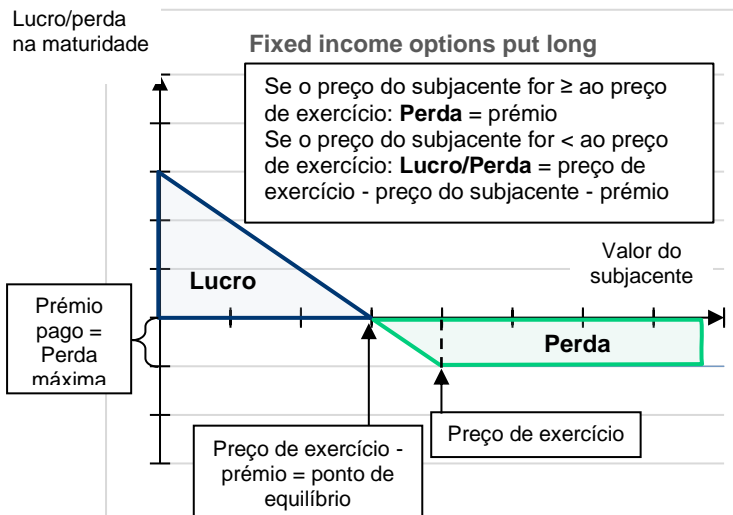 Lucro/perda
na maturidade
Fixed income options put long
Se o preço do subjacente for ≥ ao preço
de exercício: Perda = prémio
Se o preço do subjacente for < ao preço
de exercício: Lucro/Perda = preço de
exercício - preço do subjacente - prémio
Valor do
subjacente
Lucro
Prémio
pago =
Perda
máxima
Perda
Preço de exercício
Preço de exercício -
prémio = ponto de
equilíbrio